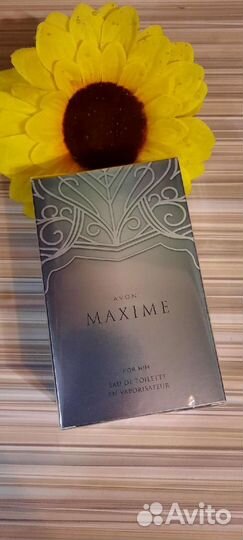 AVON
MAXIME
FOR HIM
EAU DE TOILETTE
EN VAPORISATEUR
Avito